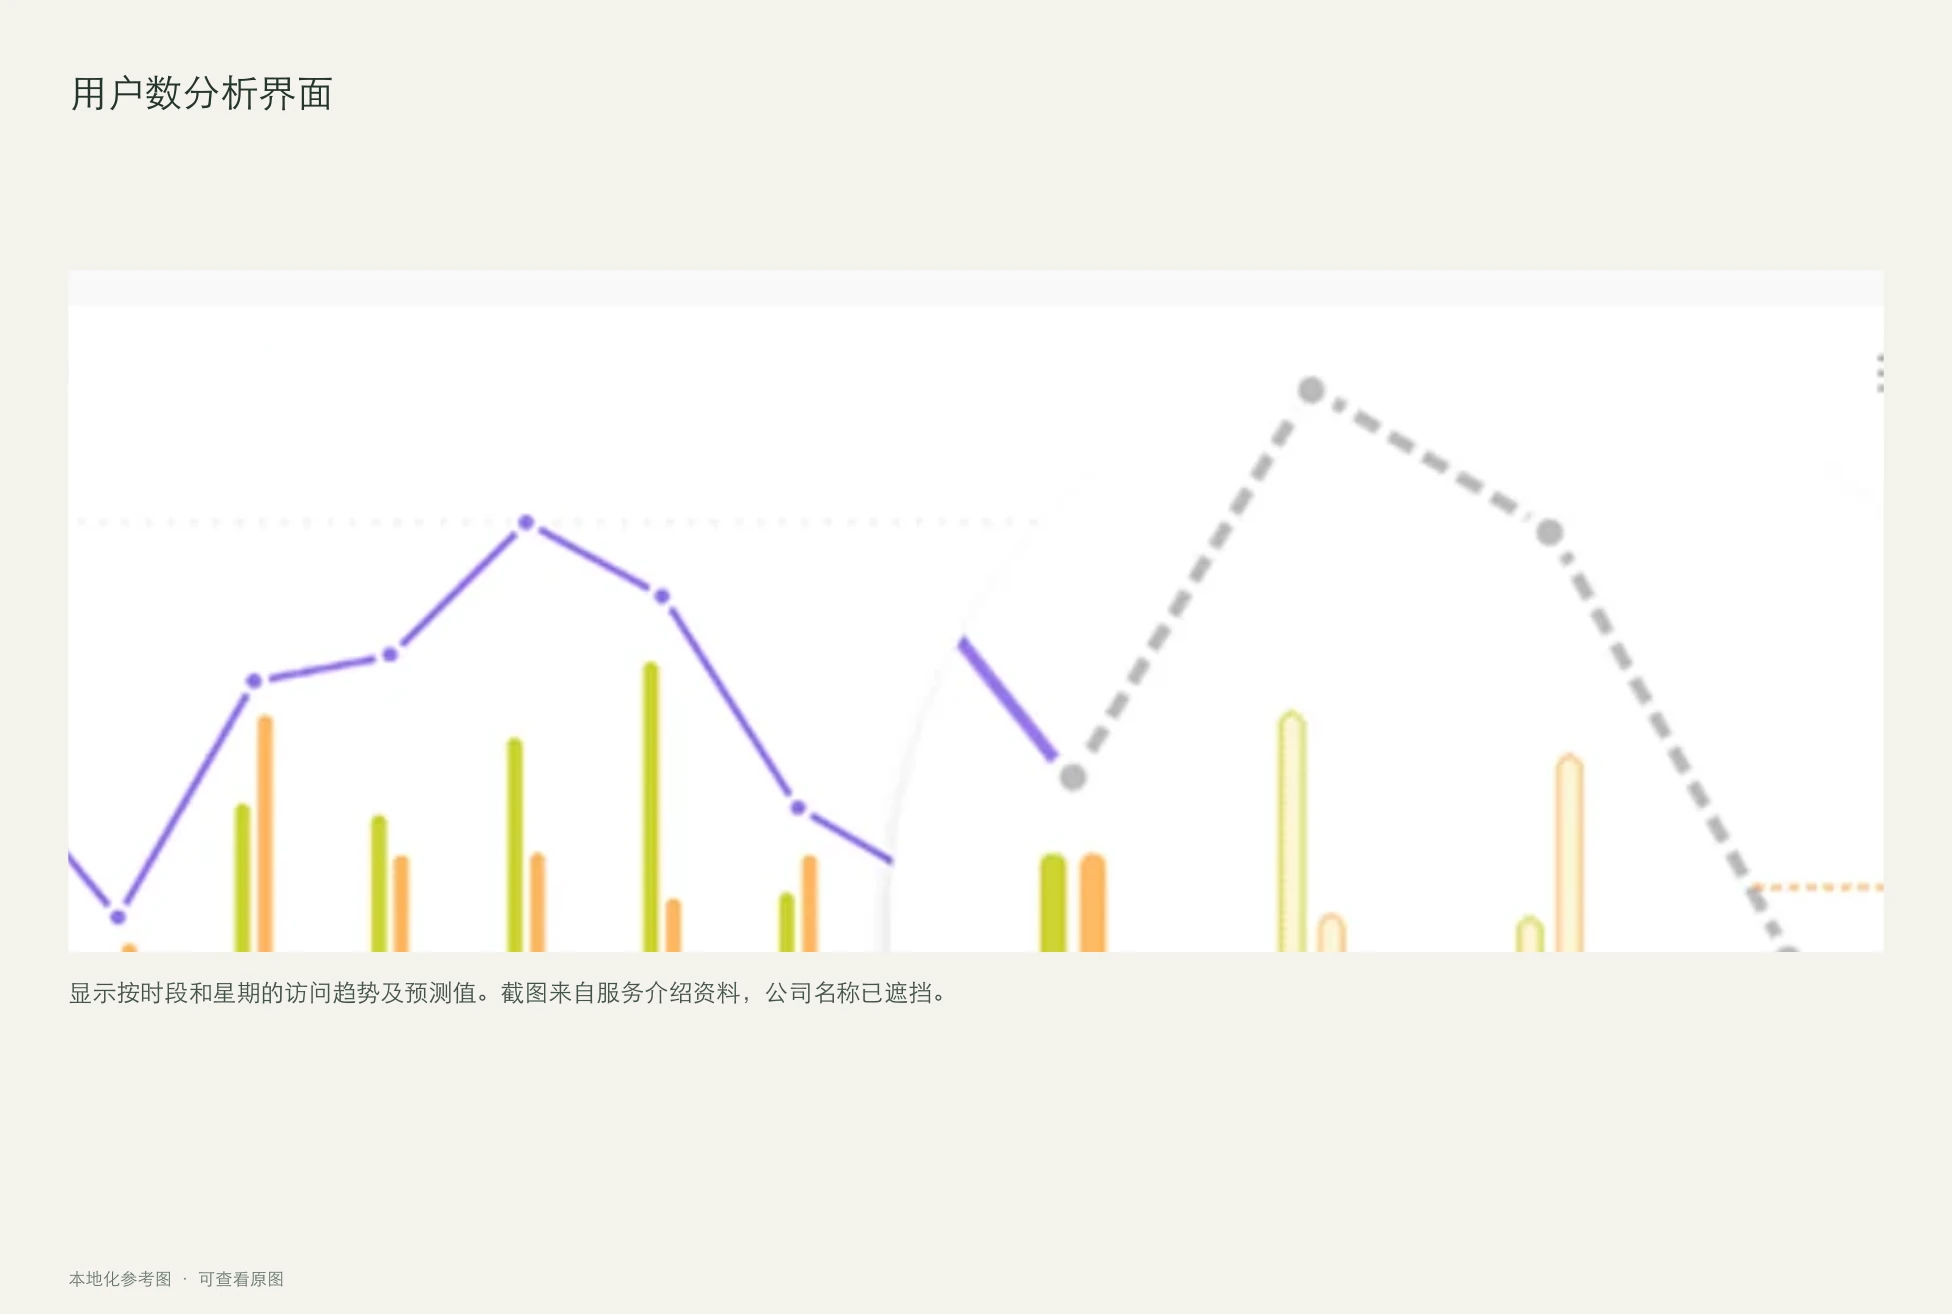 用户数分析界面
显示按时段和星期的访问趋势及预测值。截图来自服务介绍资料，公司名称已遮挡。
本地化参考图 · 可查看原图